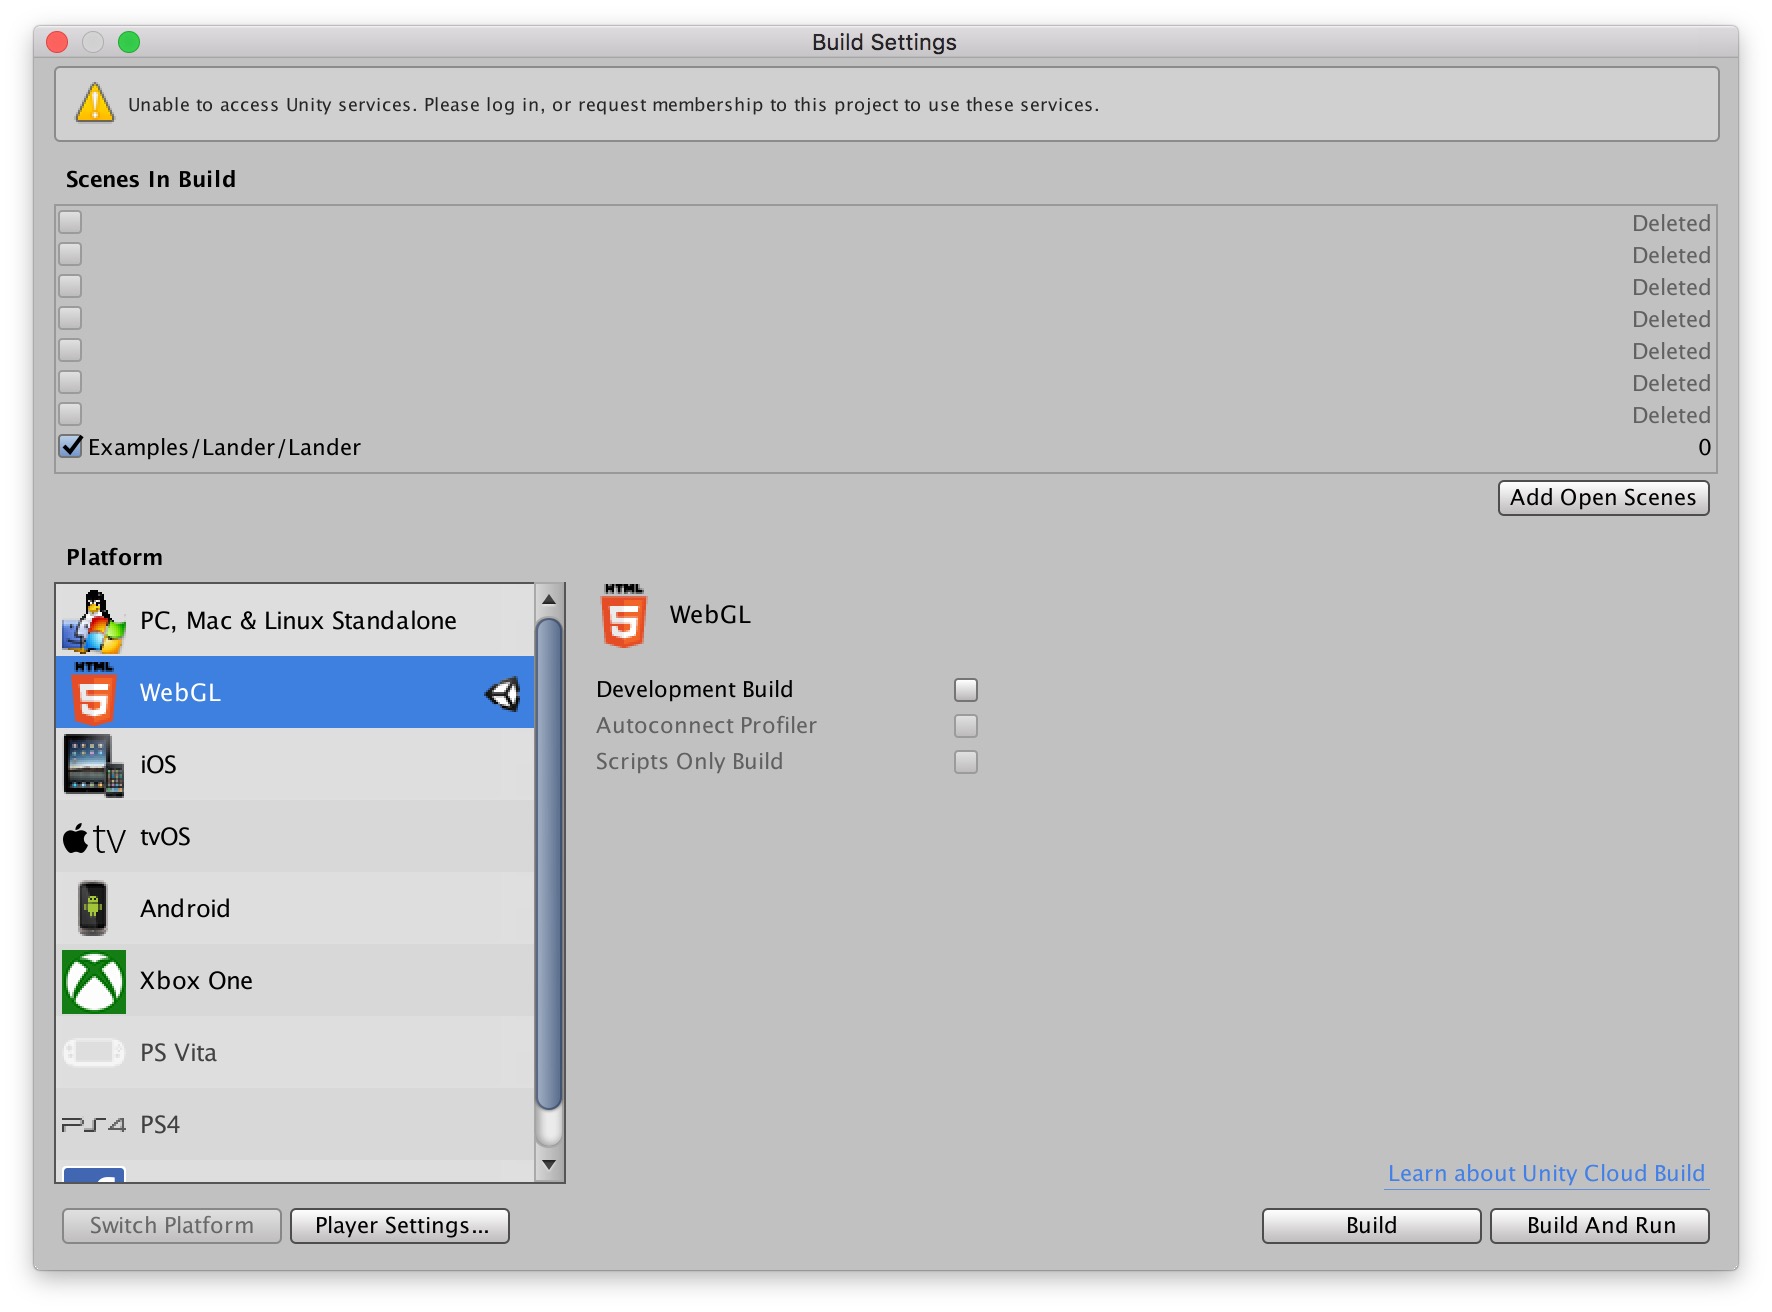 Build Settings
Unable to access Unity services. Please log in, or request membership to this project to use these services.
Scenes In Build
Deleted
Deleted
Deleted
Deleted
Deleted
Deleted
Deleted
Examples/Lander/Lander 0
Add Open Scenes
Platform
PC, Mac & Linux Standalone
HTML 5 WebGL
iOS
tv tvOS
Android
Xbox One
PS Vita
PS4 PS4
HTML 5 WebGL
Development Build
Autoconnect Profiler
Scripts Only Build
Learn about Unity Cloud Build
Switch Platform Player Settings... Build Build And Run